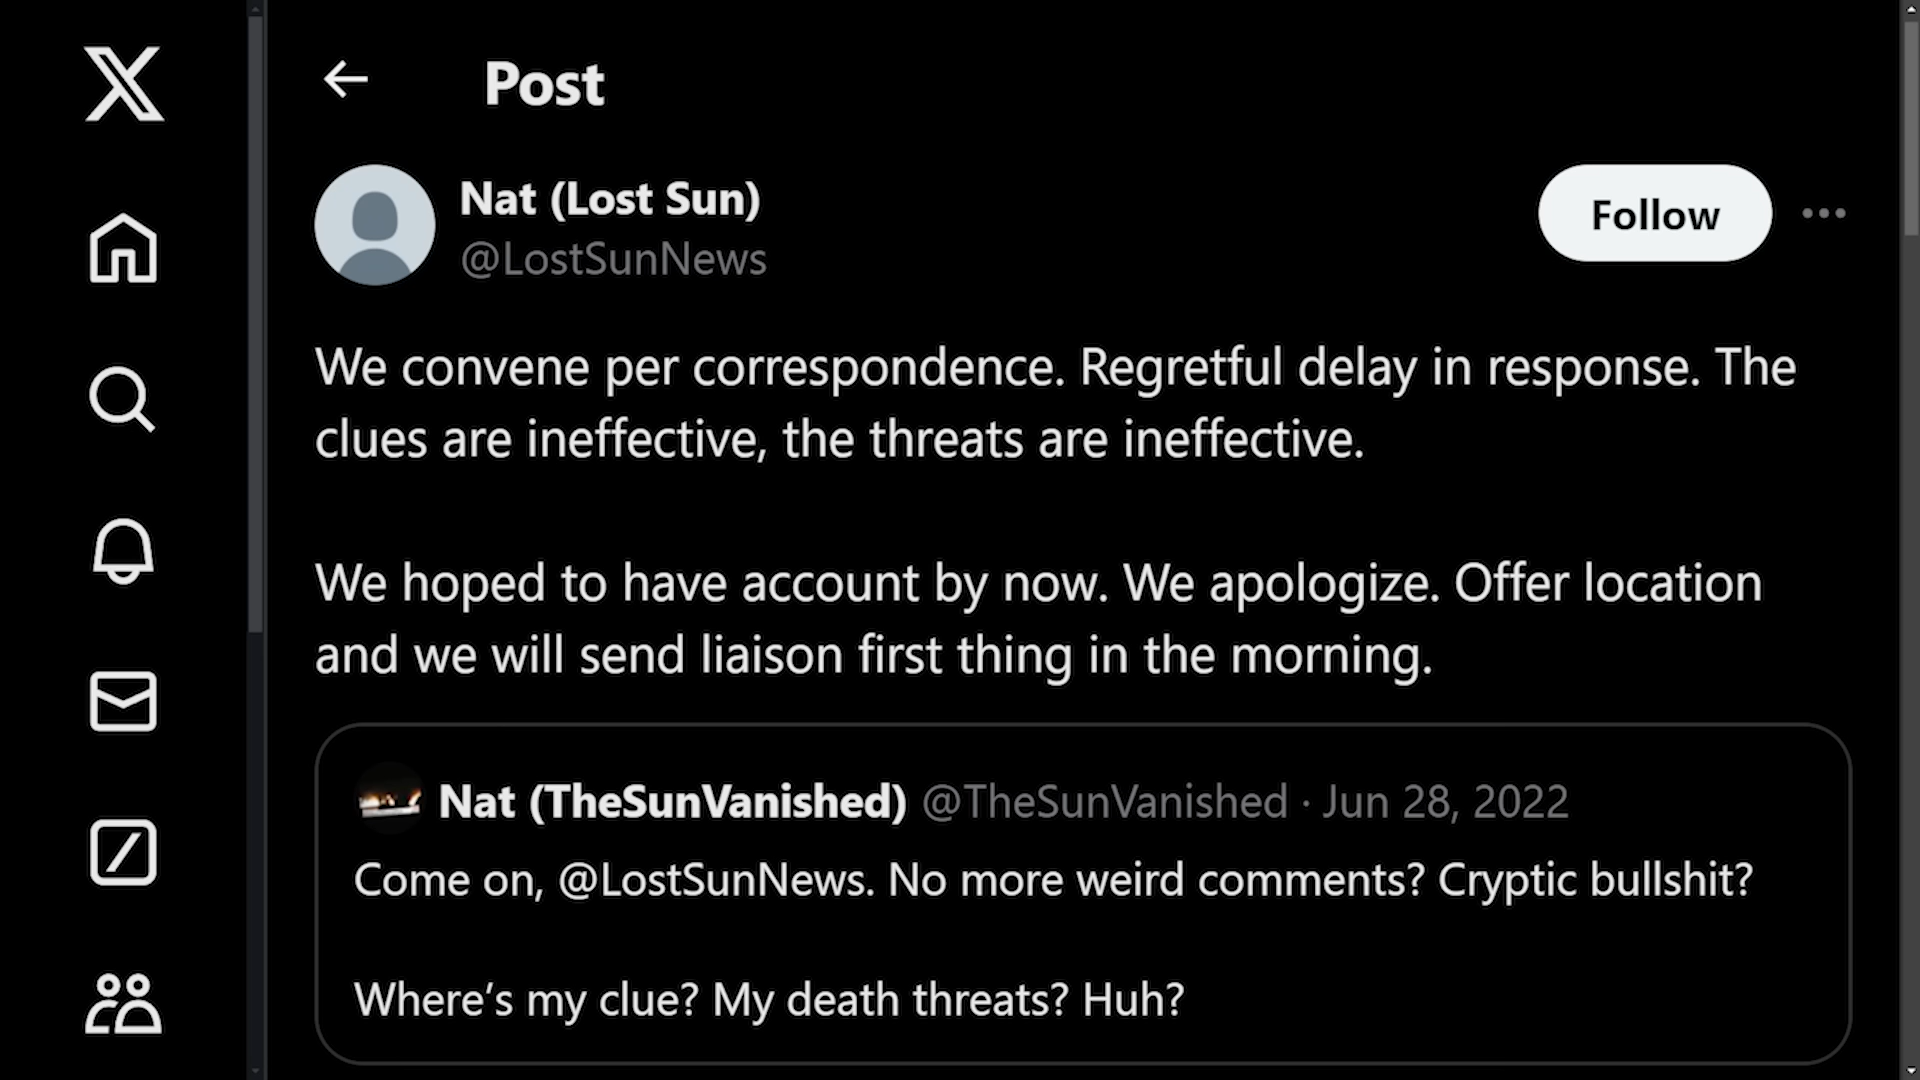 Post
Nat (Lost Sun)
@LostSunNews
Follow
We convene per correspondence. Regretful delay in response. The
clues are ineffective, the threats are ineffective.
We hoped to have account by now. We apologize. Offer location
and we will send liaison first thing in the morning.
Nat (TheSunVanished) @TheSunVanished · Jun 28, 2022
Come on, @LostSunNews. No more weird comments? Cryptic bullshit?
Where’s my clue? My death threats? Huh?